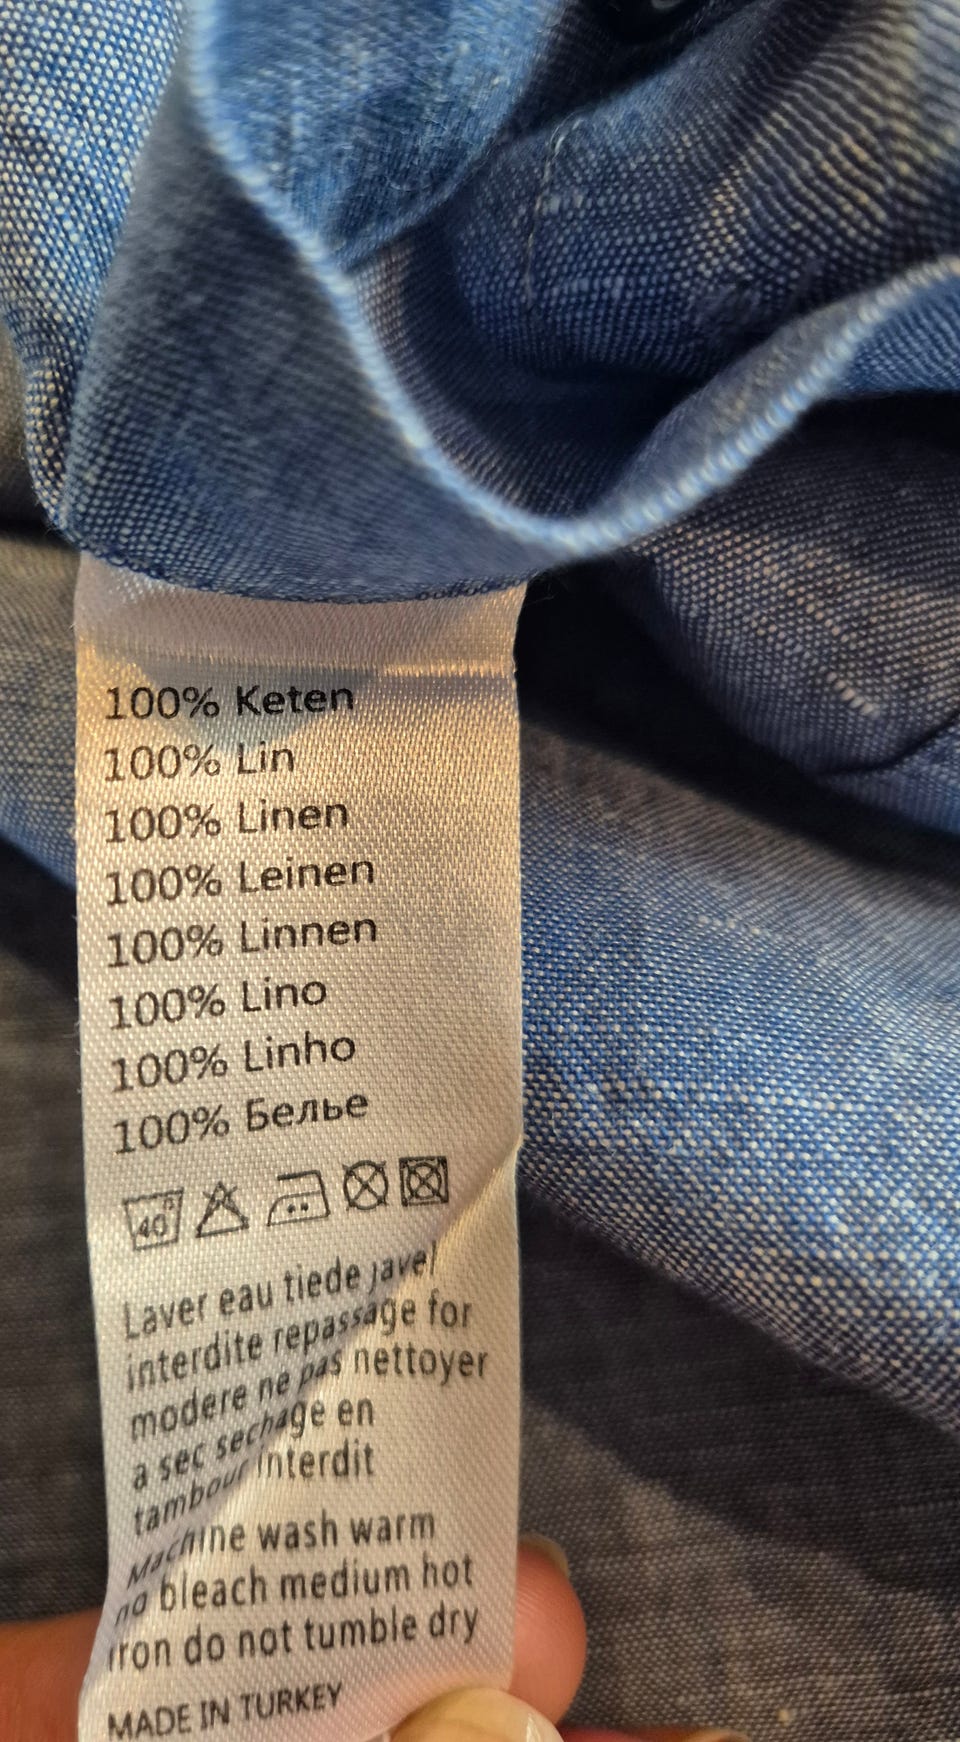 100% Keten
100% Lin
100% Linen
100% Leinen
100% Linnen
100% Lino
100% Linho
100% Белье
40°
Laver eau tiede javel
interdite repassage for
modere ne pas nettoyer
a sec sechage en
tambour interdit
Machine wash warm
no bleach medium hot
iron do not tumble dry
MADE IN TURKEY